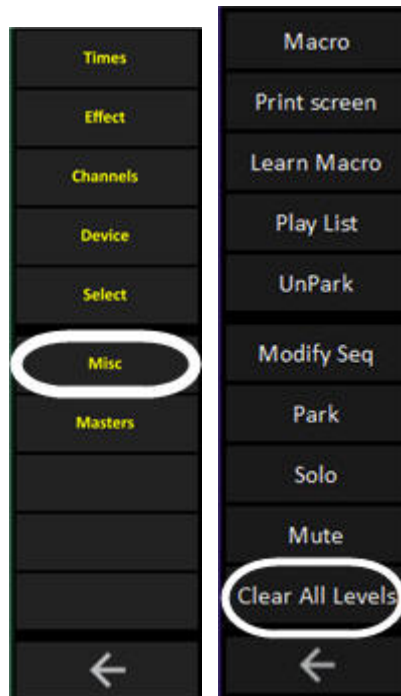 Times
Effect
Channels
Device
Select
Misc
Masters
Macro
Print screen
Learn Macro
Play List
UnPark
Modify Seq
Park
Solo
Mute
Clear All Levels